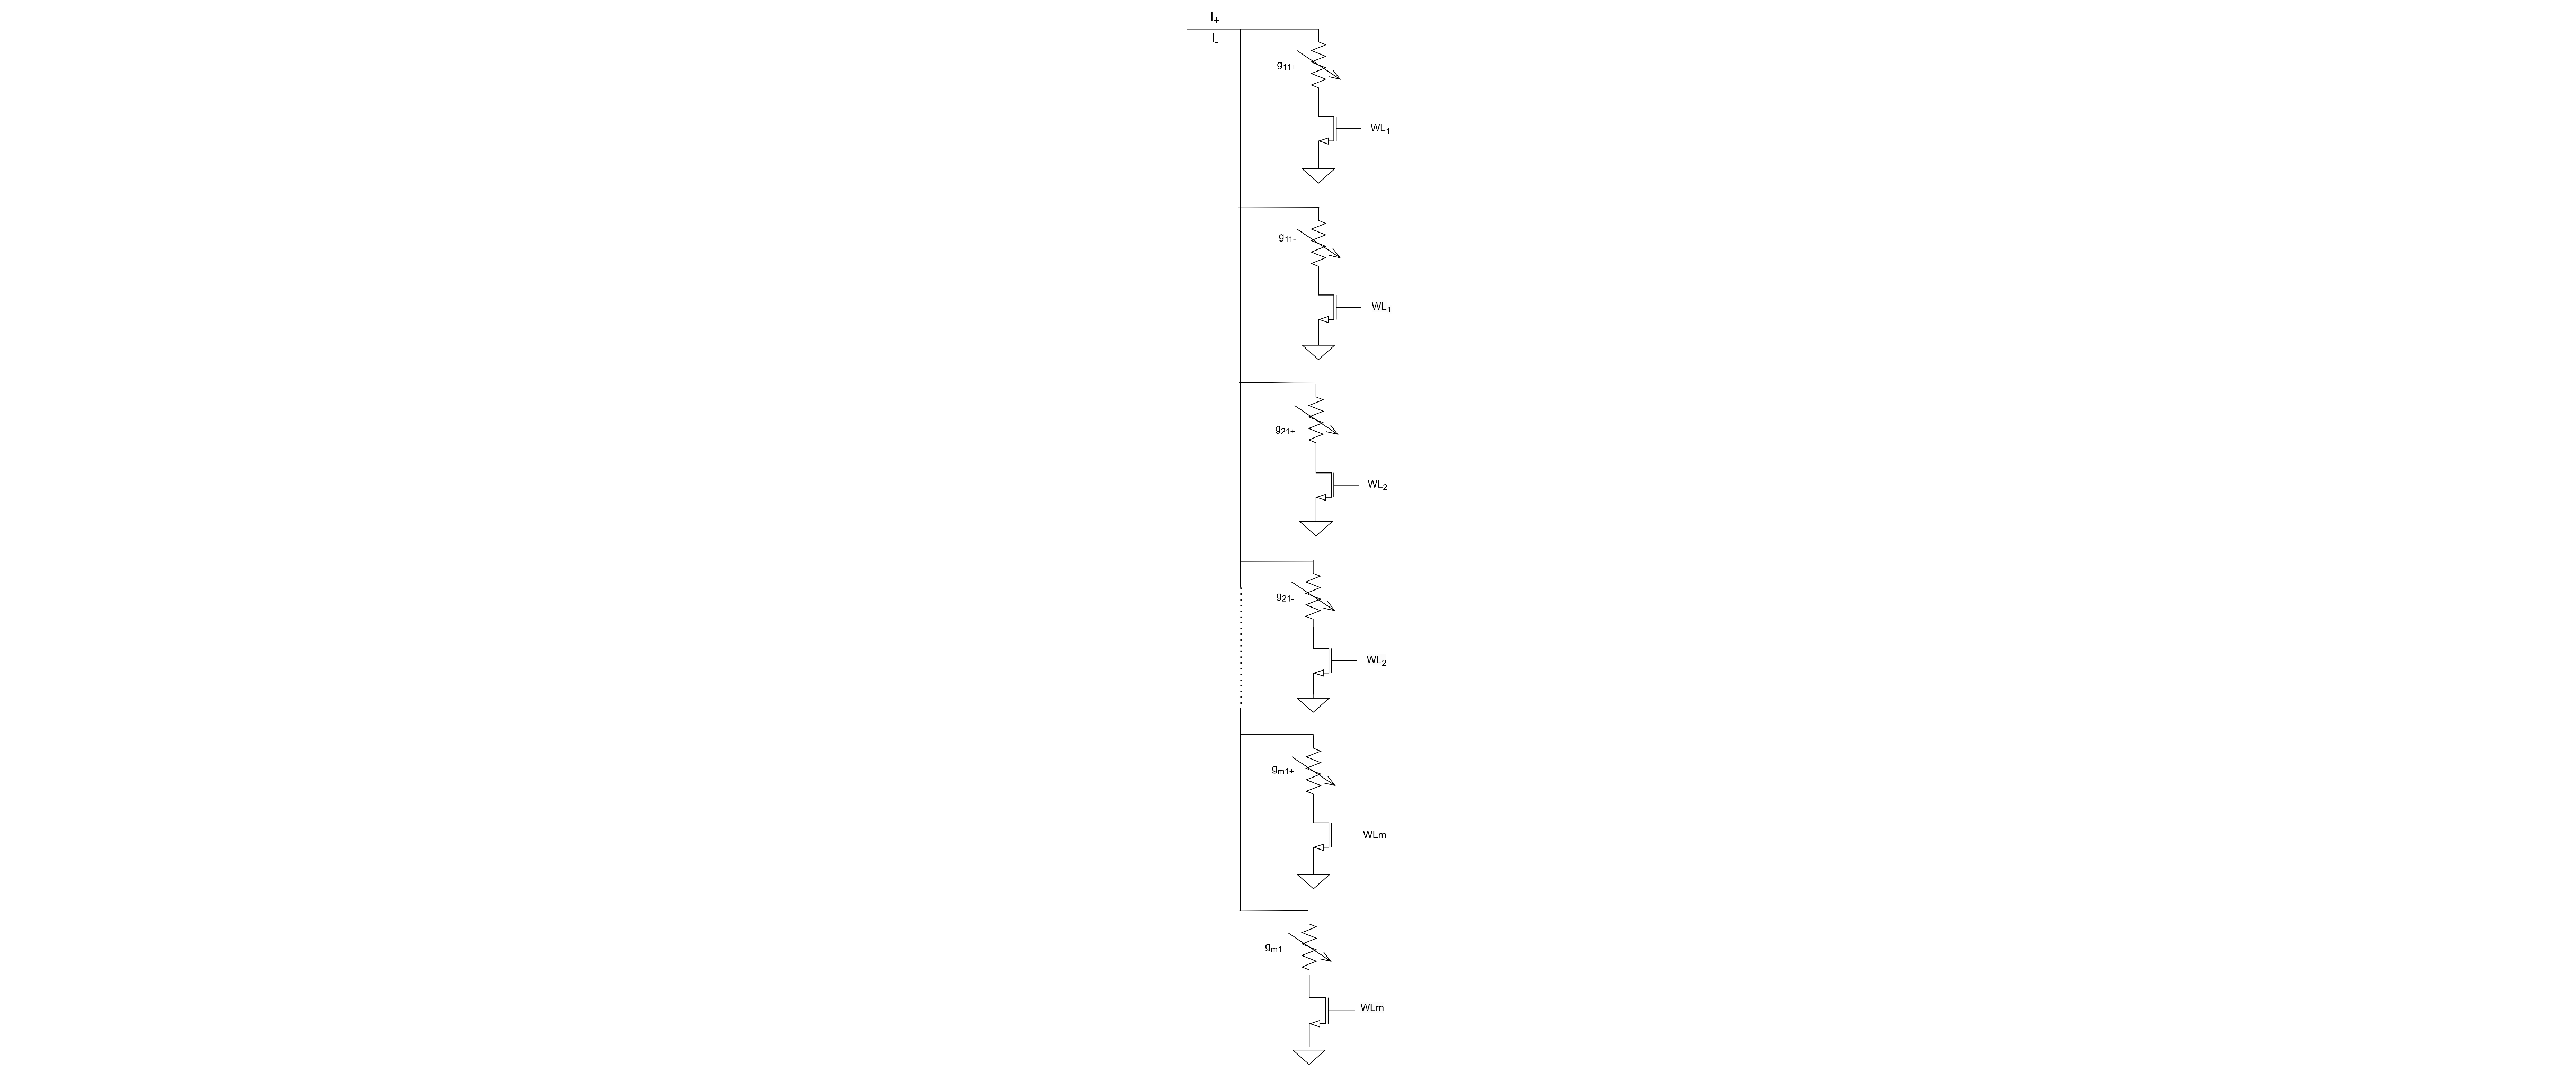 I+
I-
g11+
WL1
g11-
WL1
g21+
WL2
g21-
WL2
gm1+
WLm
gm1-
WLm